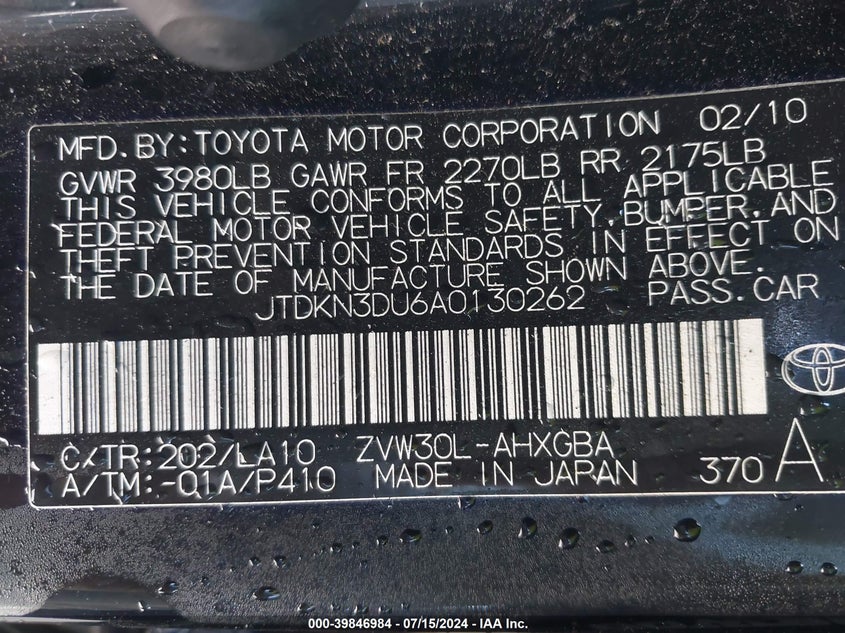 MFD.BY:TOYOTA MOTOR CORPORATION 02/10
GVWR 3980LB GAWR FR 2270LB RR 2175LB
THIS VEHICLE CONFORMS TO ALL APPLICABLE
FEDERAL MOTOR VEHICLE SAFETY,BUMPER,AND
THEFT PREVENTION STANDARDS IN EFFECT ON
THE DATE OF MANUFACTURE SHOWN ABOVE.
JTDKN3DU6A0130262 PASS.CAR
C/TR:202/LA10 ZVW30L-AHXGBA
A/TM:-01A/P410 MADE IN JAPAN 370 A
000-39846984 - 07/15/2024 - IAA Inc.